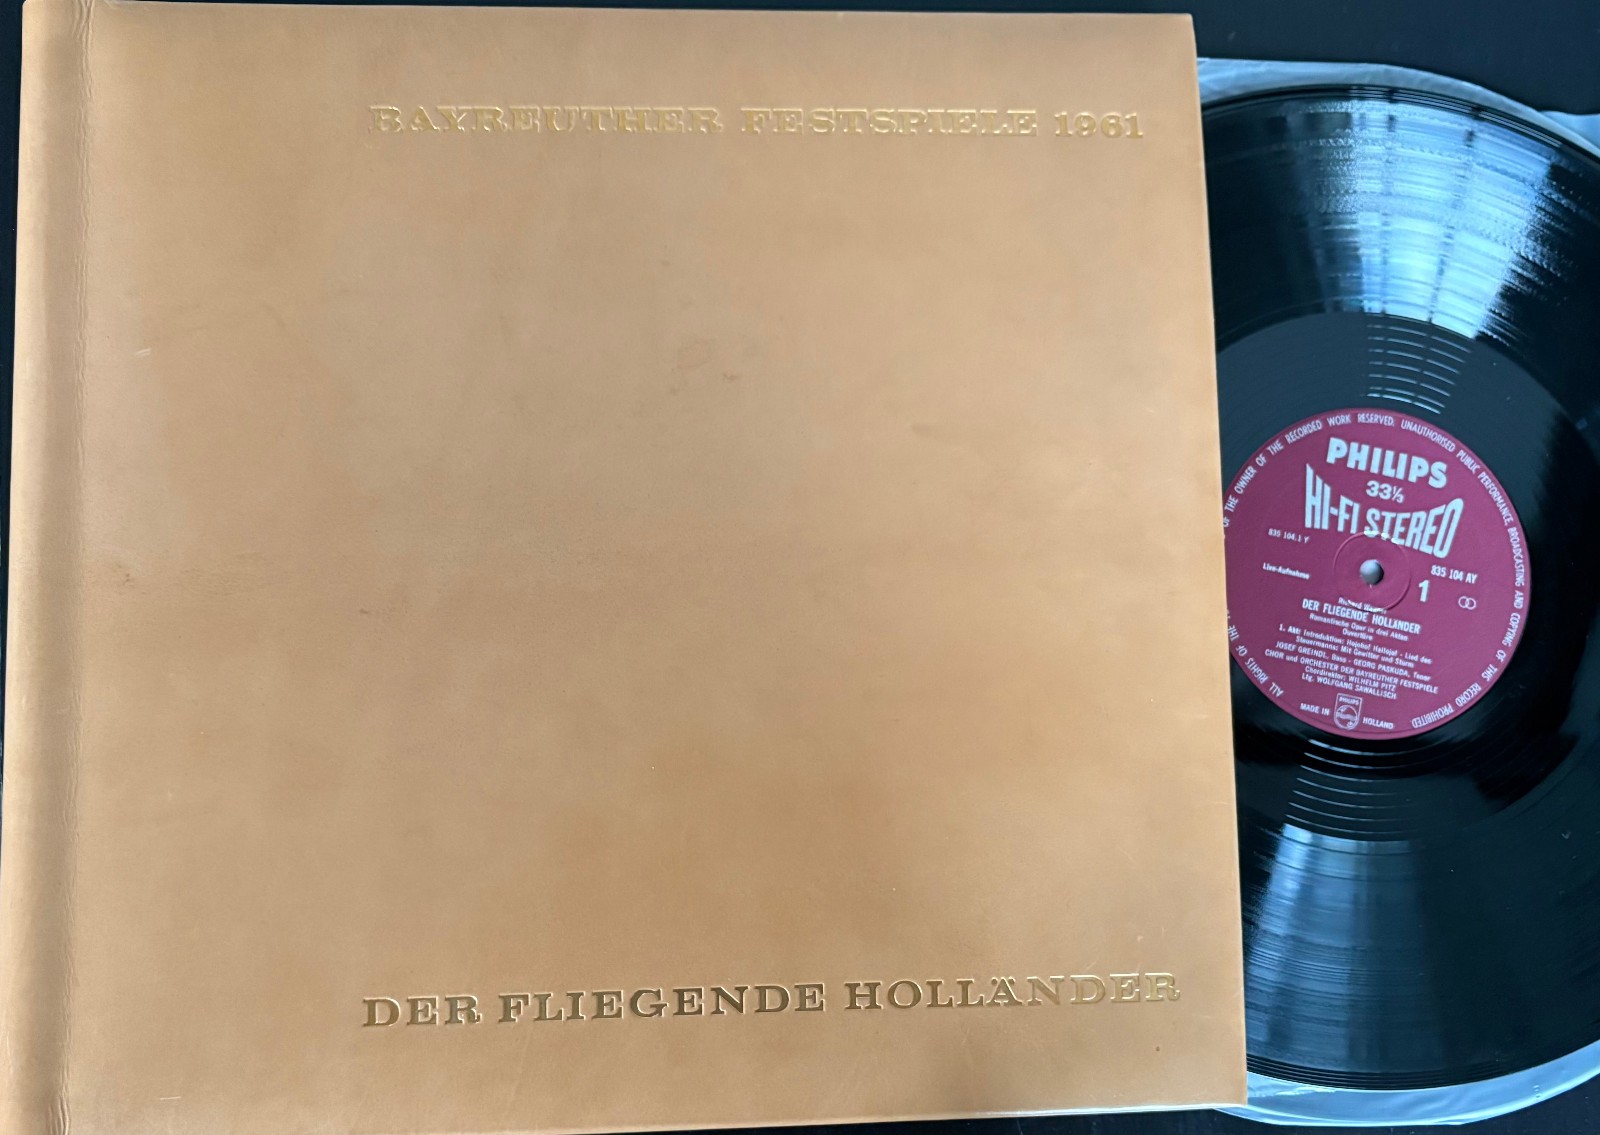 BAYREUTHER FESTSPIELE 1961
DER FLIEGENDE HOLLÄNDER
ALL RIGHTS OF THE
OF THE OWNER OF THE RECORDED WORK RESERVED. UNAUTHORISED PUBLIC PERFORMANCE, BROADCASTING AND COPYING OF THIS RECORD PROHIBITED
PHILIPS
33⅓
HI-FI STEREO
835 104.1 Y
835 104 AY
Live-Aufnahme
1
Richard
DER FLIEGENDE HOLLÄNDER
Romantische Oper in drei Akten
Ouvertüre
1. Akt: Introduktion: Hojohe! Hallojo! - Lied des
Steuermanns: Mit Gewitter und Sturm
JOSEF GREINDL, Bass - GEORG PASKUDA, Tenor
CHOR und ORCHESTER DER BAYREUTHER FESTSPIELE
Chordirektor: WILHELM PITZ
Ltg. WOLFGANG SAWALLISCH
MADE IN
PHILIPS
HOLLAND